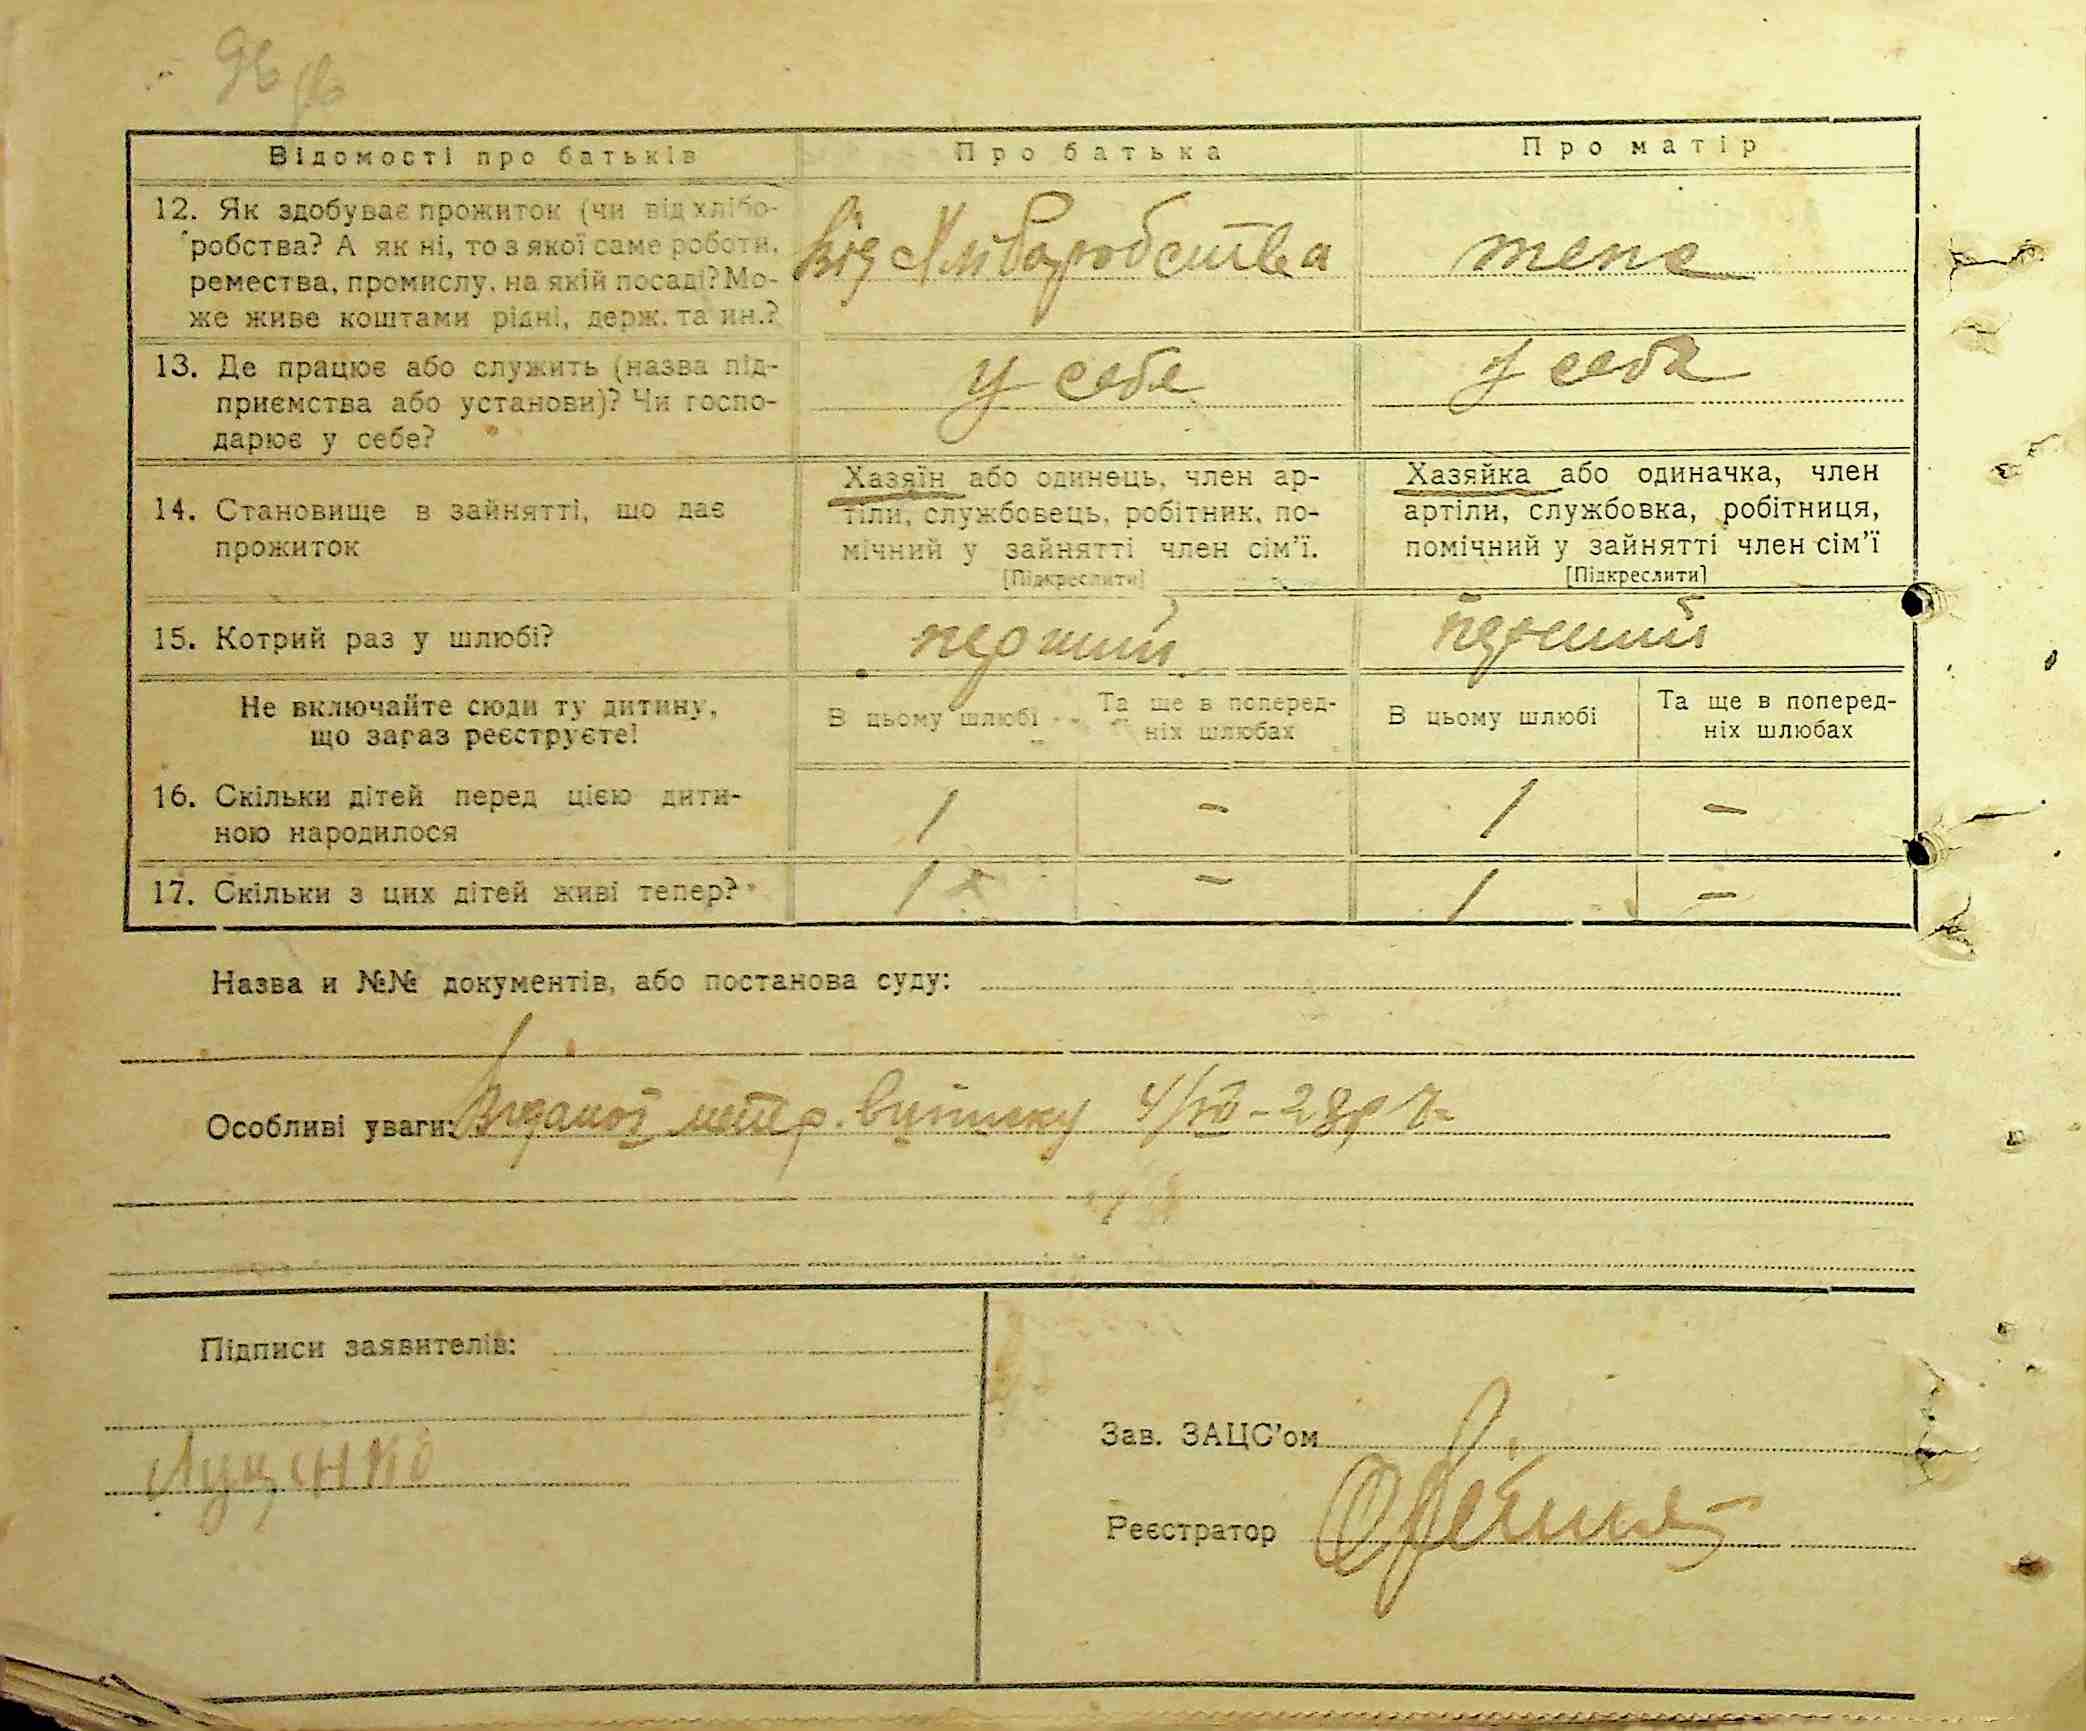 Відомості про батьків
Про батька
Про матір
12. Як здобуває прожиток (чи від хлібо-
робства? А як ні, то з якої саме роботи,
ремества, промислу, на якій посаді? Мо-
же живе коштами рідні, держ. та ин.?
від хліборобства
теж
13. Де працює або служить (назва під-
приємства або установи)? Чи госпо-
дарює у себе?
у себе
у себе
14. Становище в зайнятті, що дає
прожиток
Хазяїн або одинець, член ар-
тіли, службовець, робітник, по-
мічний у зайнятті член сім'ї.
[Підкреслити]
Хазяйка або одиначка, член
артіли, службовка, робітниця,
помічний у зайнятті член сім'ї
[Підкреслити]
15. Котрий раз у шлюбі?
перший
перший
Не включайте сюди ту дитину,
що зараз реєструєте!
В цьому шлюбі
Та ще в поперед-
ніх шлюбах
В цьому шлюбі
Та ще в поперед-
ніх шлюбах
16. Скільки дітей перед цією дити-
ною народилося
1 - 1 -
17. Скільки з цих дітей живі тепер?
1 - 1 -
Назва и №№ документів, або постанова суду:
Особливі уваги: метр. виписку
Підписи заявителів:
Луценко
Зав. ЗАЦС'ом
Реєстратор